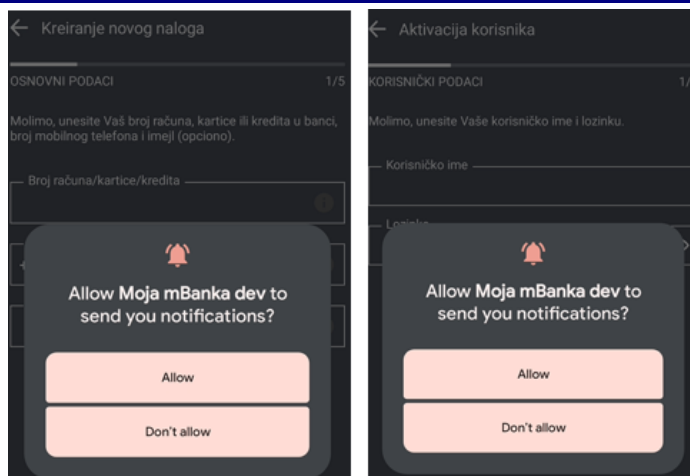 Kreiranje novog naloga
OSNOVNI PODACI 1/5
Molimo, unesite Vaš broj računa, kartice ili kredita u banci,
broj mobilnog telefona i imejl (opciono).
Broj računa/kartice/kredita
Allow Moja mBanka dev to
send you notifications?
Allow
Don't allow
Aktivacija korisnika
KORISNIČKI PODACI 1/
Molimo, unesite Vaše korisničko ime i lozinku.
Korisničko ime
Lozinka
Allow Moja mBanka dev to
send you notifications?
Allow
Don't allow